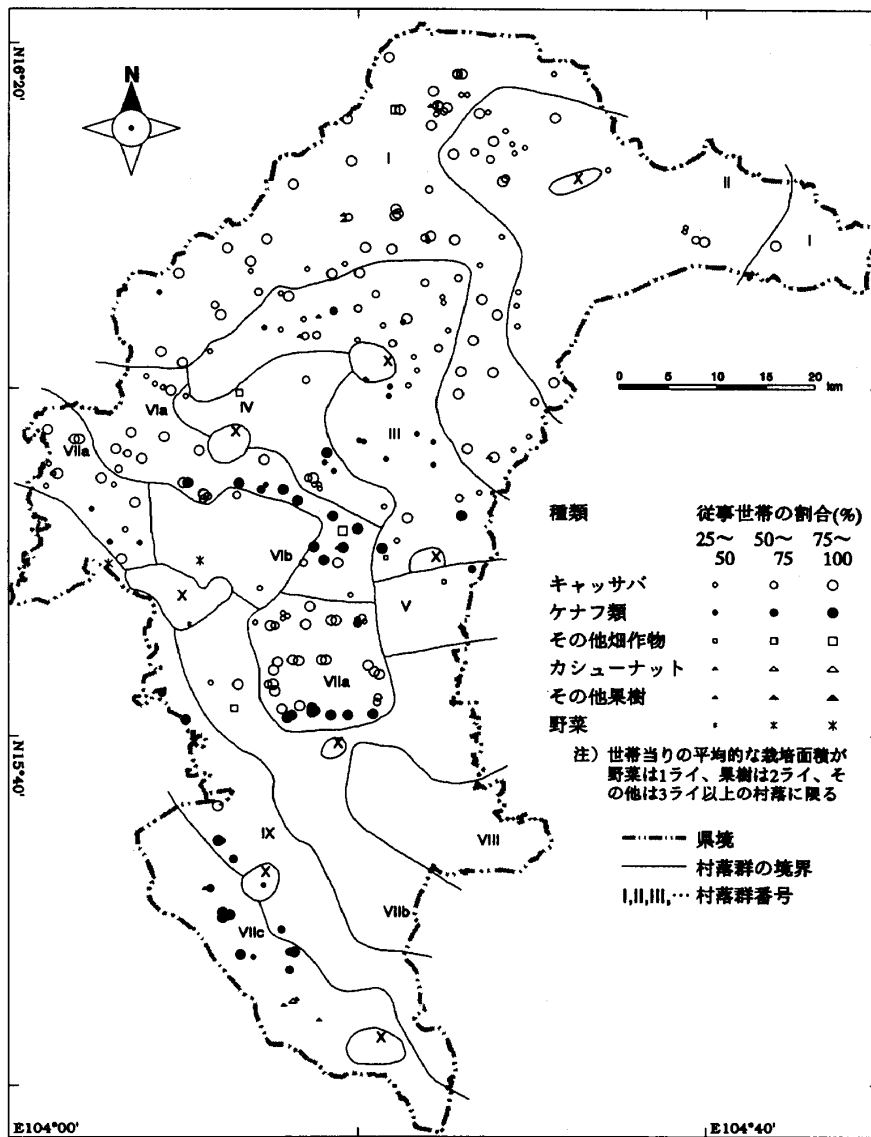 N16°20'
N
I
X
II
I
X
IV
VIa
X
III
VIIa
VIb
X
X
V
VIIa
X
IX
VIII
X
VIIb
VIIc
X
0 5 10 15 20
km
種類 従事世帯の割合(%)
25～50 50～75 75～100
キャッサバ
ケナフ類
その他畑作物
カシューナット
その他果樹
野菜
注）世帯当りの平均的な栽培面積が
野菜は1ライ、果樹は2ライ、そ
の他は3ライ以上の村落に限る
県境
村落群の境界
I,II,III,… 村落群番号
N15°40'
E104°00'
E104°40'